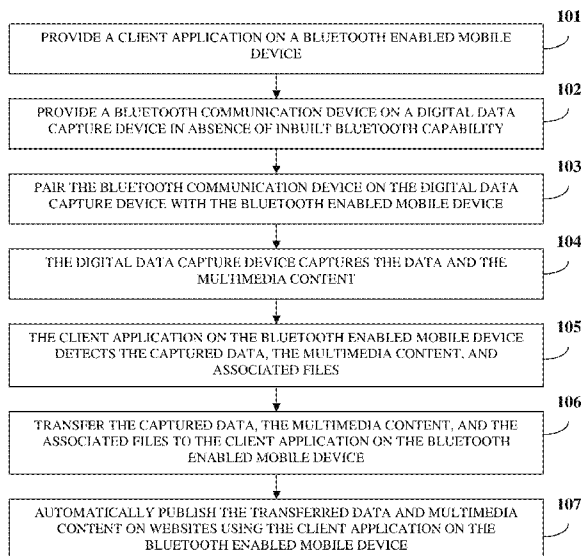 101
PROVIDE A CLIENT APPLICATION ON A BLUETOOTH ENABLED MOBILE
DEVICE
102
PROVIDE A BLUETOOTH COMMUNICATION DEVICE ON A DIGITAL DATA
CAPTURE DEVICE IN ABSENCE OF INBUILT BLUETOOTH CAPABILITY
103
PAIR THE BLUETOOTH COMMUNICATION DEVICE ON THE DIGITAL DATA
CAPTURE DEVICE WITH THE BLUETOOTH ENABLED MOBILE DEVICE
104
THE DIGITAL DATA CAPTURE DEVICE CAPTURES THE DATA AND THE
MULTIMEDIA CONTENT
105
THE CLIENT APPLICATION ON THE BLUETOOTH ENABLED MOBILE DEVICE
DETECTS THE CAPTURED DATA, THE MULTIMEDIA CONTENT, AND
ASSOCIATED FILES
106
TRANSFER THE CAPTURED DATA, THE MULTIMEDIA CONTENT, AND THE
ASSOCIATED FILES TO THE CLIENT APPLICATION ON THE BLUETOOTH
ENABLED MOBILE DEVICE
107
AUTOMATICALLY PUBLISH THE TRANSFERRED DATA AND MULTIMEDIA
CONTENT ON WEBSITES USING THE CLIENT APPLICATION ON THE
BLUETOOTH ENABLED MOBILE DEVICE